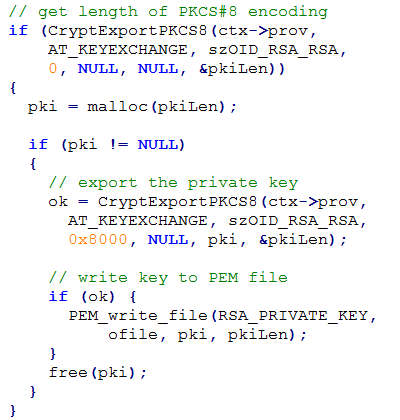 // get length of PKCS#8 encoding
if (CryptExportPKCS8(ctx->prov,
    AT_KEYEXCHANGE, szOID_RSA_RSA,
    0, NULL, NULL, &pkiLen))
{
  pki = malloc(pkiLen);

  if (pki != NULL)
  {
    // export the private key
    ok = CryptExportPKCS8(ctx->prov,
      AT_KEYEXCHANGE, szOID_RSA_RSA,
      0x8000, NULL, pki, &pkiLen);

    // write key to PEM file
    if (ok) {
      PEM_write_file(RSA_PRIVATE_KEY,
          ofile, pki, pkiLen);
    }
    free(pki);
  }
}